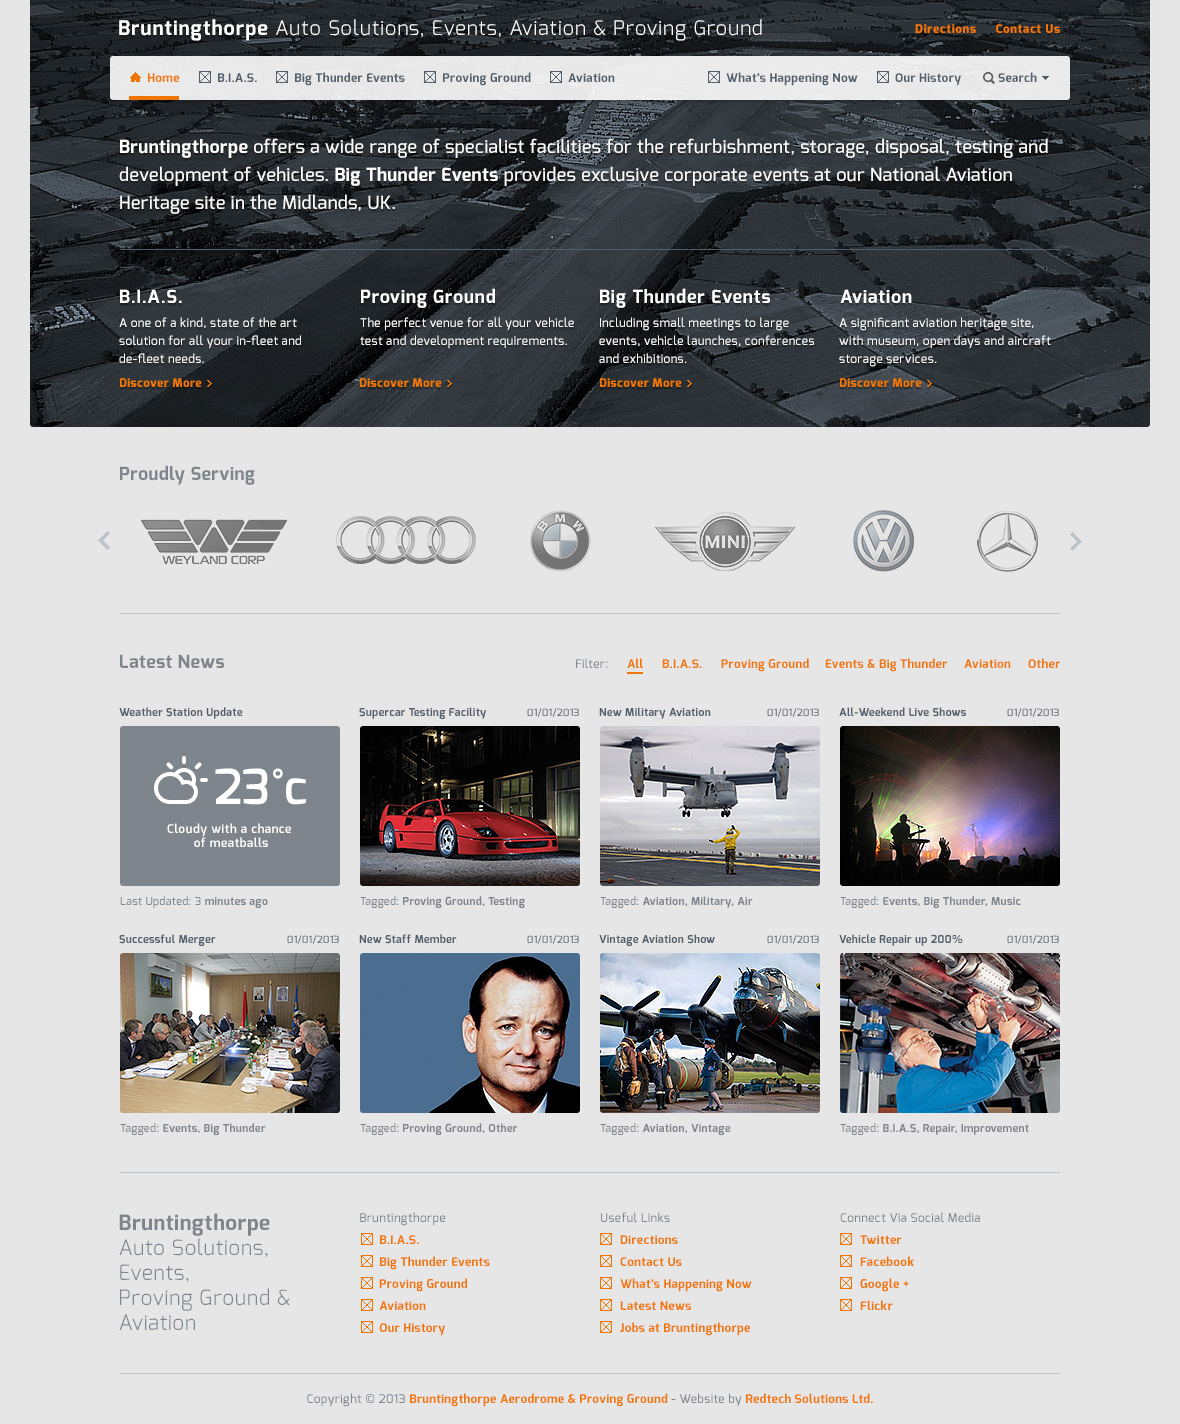 Bruntingthorpe Auto Solutions, Events, Aviation & Proving Ground
Directions
Contact Us
Home
B.I.A.S.
Big Thunder Events
Proving Ground
Aviation
What's Happening Now
Our History
Search
Bruntingthorpe offers a wide range of specialist facilities for the refurbishment, storage, disposal, testing and
development of vehicles. Big Thunder Events provides exclusive corporate events at our National Aviation
Heritage site in the Midlands, UK.
B.I.A.S.
A one of a kind, state of the art
solution for all your in-fleet and
de-fleet needs.
Discover More
Proving Ground
The perfect venue for all your vehicle
test and development requirements.
Discover More
Big Thunder Events
Including small meetings to large
events, vehicle launches, conferences
and exhibitions.
Discover More
Aviation
A significant aviation heritage site,
with museum, open days and aircraft
storage services.
Discover More
Proudly Serving
WEYLAND CORP
BMW
MINI
Latest News
Filter:
All
B.I.A.S.
Proving Ground
Events & Big Thunder
Aviation
Other
Weather Station Update
23°c
Cloudy with a chance
of meatballs
Last Updated: 3 minutes ago
Supercar Testing Facility 01/01/2013
Tagged: Proving Ground, Testing
New Military Aviation 01/01/2013
Tagged: Aviation, Military, Air
All-Weekend Live Shows 01/01/2013
Tagged: Events, Big Thunder, Music
Successful Merger 01/01/2013
Tagged: Events, Big Thunder
New Staff Member 01/01/2013
Tagged: Proving Ground, Other
Vintage Aviation Show 01/01/2013
Tagged: Aviation, Vintage
Vehicle Repair up 200% 01/01/2013
Tagged: B.I.A.S, Repair, Improvement
Bruntingthorpe
Auto Solutions,
Events,
Proving Ground &
Aviation
Bruntingthorpe
B.I.A.S.
Big Thunder Events
Proving Ground
Aviation
Our History
Useful Links
Directions
Contact Us
What's Happening Now
Latest News
Jobs at Bruntingthorpe
Connect Via Social Media
Twitter
Facebook
Google +
Flickr
Copyright © 2013 Bruntingthorpe Aerodrome & Proving Ground - Website by Redtech Solutions Ltd.